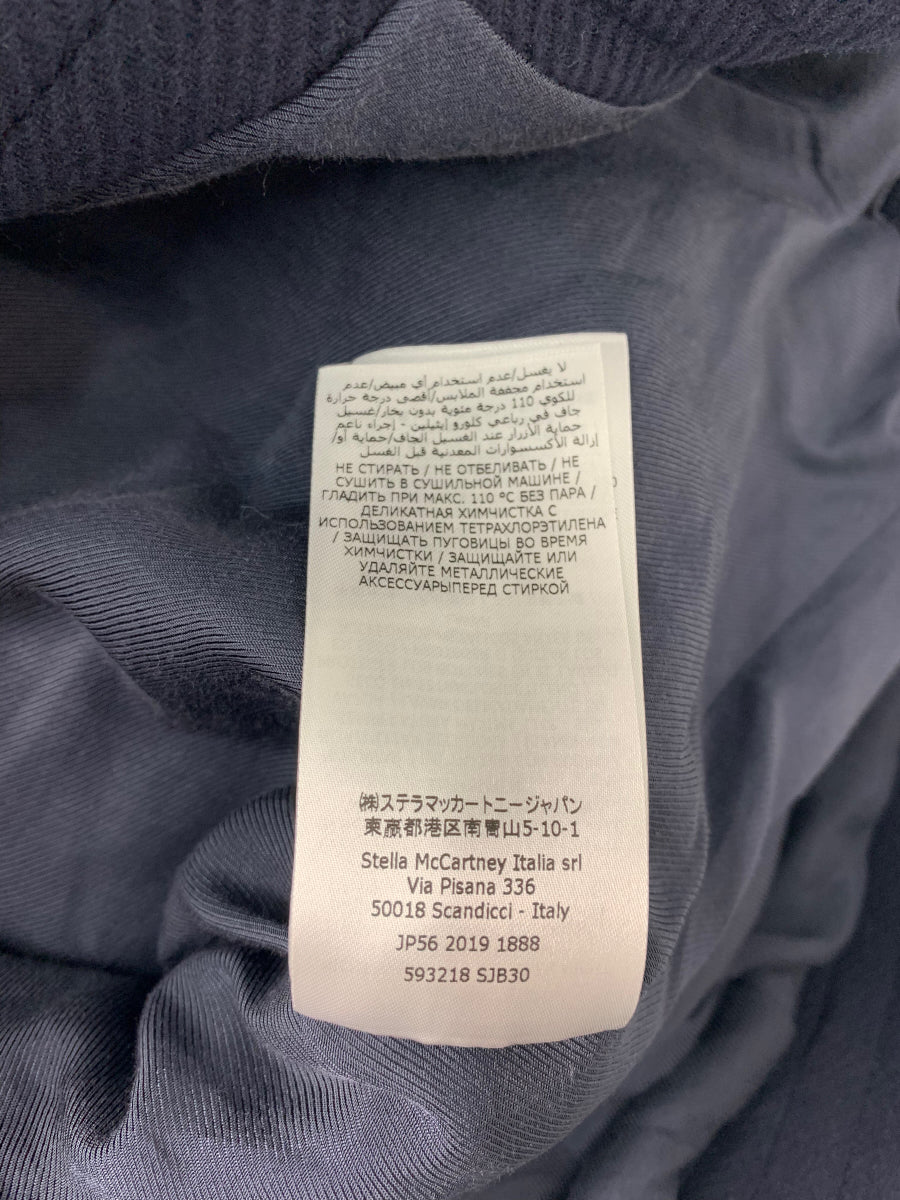 لا يغسل/عدم استخدام أي مبيض/عدم
استخدام مجففة الملابس/أقصى درجة حرارة
للكوي 110 درجة مئوية بدون بخار/غسيل
جاف في رباعي كلورو إيثيلين - إجراء ناعم
حماية الأزرار عند الغسيل الجاف/حماية أو/
إزالة الأكسسوارات المعدنية قبل الغسل
НЕ СТИРАТЬ / НЕ ОТБЕЛИВАТЬ / НЕ
СУШИТЬ В СУШИЛЬНОЙ МАШИНЕ /
ГЛАДИТЬ ПРИ МАКС. 110 ºC БЕЗ ПАРА /
ДЕЛИКАТНАЯ ХИМЧИСТКА С
ИСПОЛЬЗОВАНИЕМ ТЕТРАХЛОРЭТИЛЕНА
/ ЗАЩИЩАТЬ ПУГОВИЦЫ ВО ВРЕМЯ
ХИМЧИСТКИ / ЗАЩИЩАЙТЕ ИЛИ
УДАЛЯЙТЕ МЕТАЛЛИЧЕСКИЕ
АКСЕССУАРЫПЕРЕД СТИРКОЙ
㈱ステラマッカートニージャパン
東京都港区南青山5-10-1
Stella McCartney Italia srl
Via Pisana 336
50018 Scandicci - Italy
JP56 2019 1888
593218 SJB30